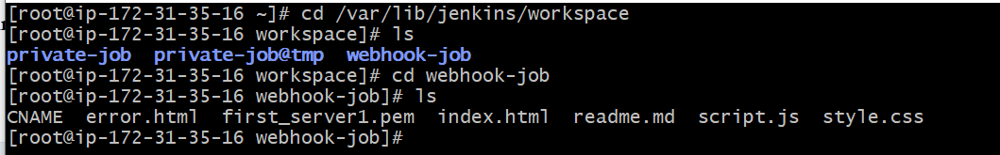 [root@ip-172-31-35-16 ~]# cd /var/lib/jenkins/workspace
[root@ip-172-31-35-16 workspace]# ls
private-job  private-job@tmp  webhook-job
[root@ip-172-31-35-16 workspace]# cd webhook-job
[root@ip-172-31-35-16 webhook-job]# ls
CNAME  error.html  first_server1.pem  index.html  readme.md  script.js  style.css
[root@ip-172-31-35-16 webhook-job]#